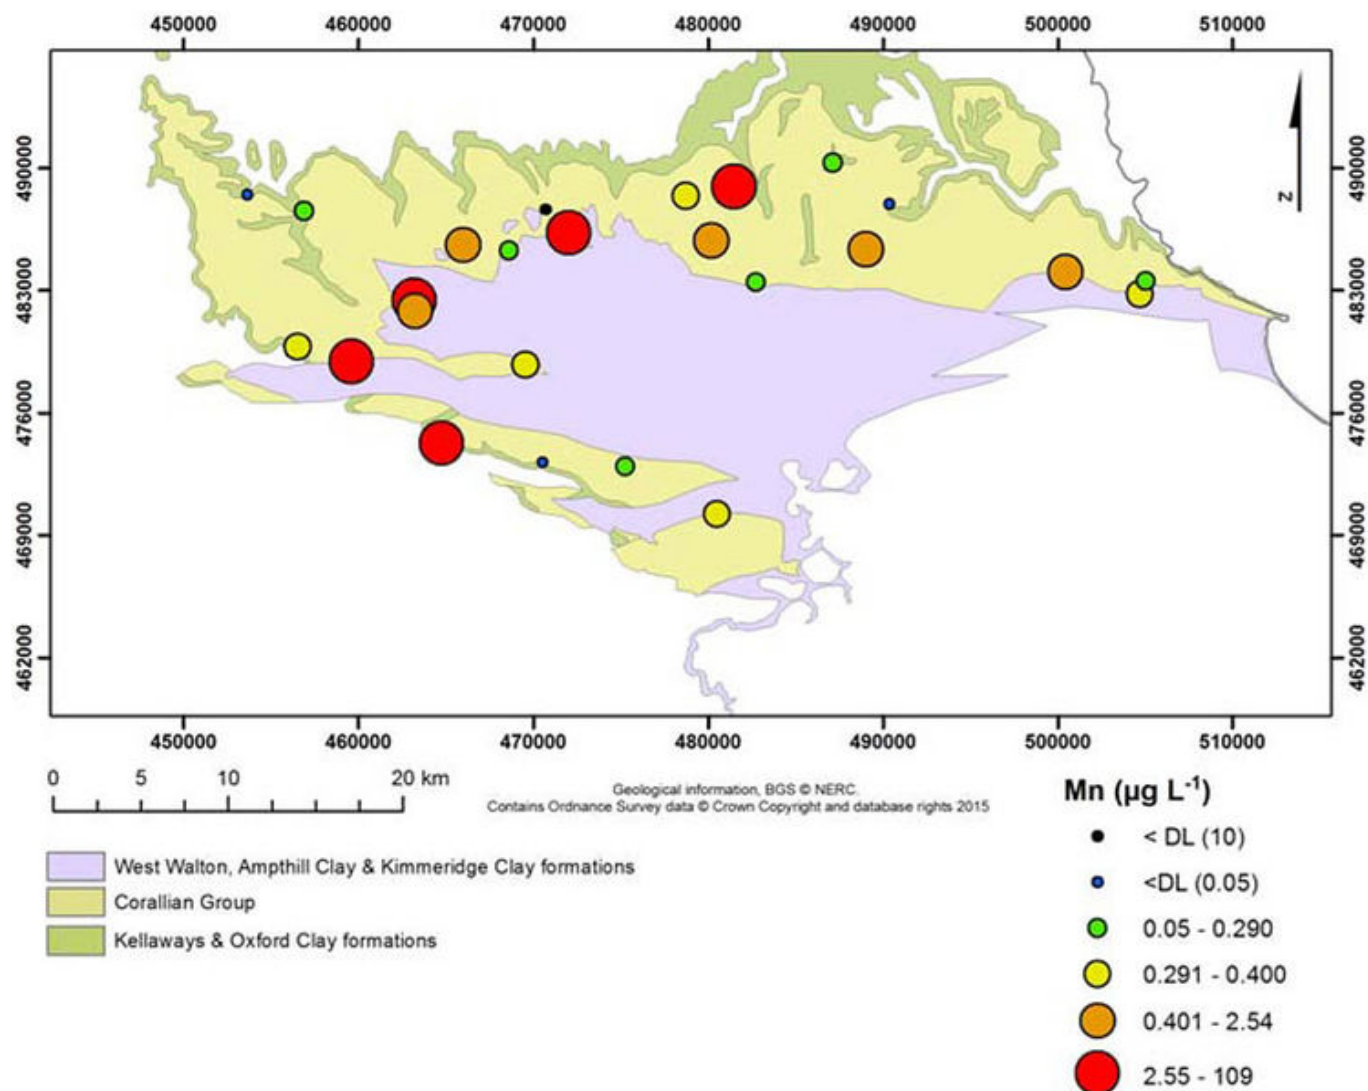 450000 460000 470000 480000 490000 500000 510000
490000 490000
483000 483000
476000 476000
469000 469000
462000 462000
N
450000 460000 470000 480000 490000 500000 510000
0 5 10 20 km
Geological information, BGS © NERC.
Contains Ordnance Survey data © Crown Copyright and database rights 2015
West Walton, Ampthill Clay & Kimmeridge Clay formations
Corallian Group
Kellaways & Oxford Clay formations
Mn (µg L⁻¹)
< DL (10)
<DL (0.05)
0.05 - 0.290
0.291 - 0.400
0.401 - 2.54
2.55 - 109